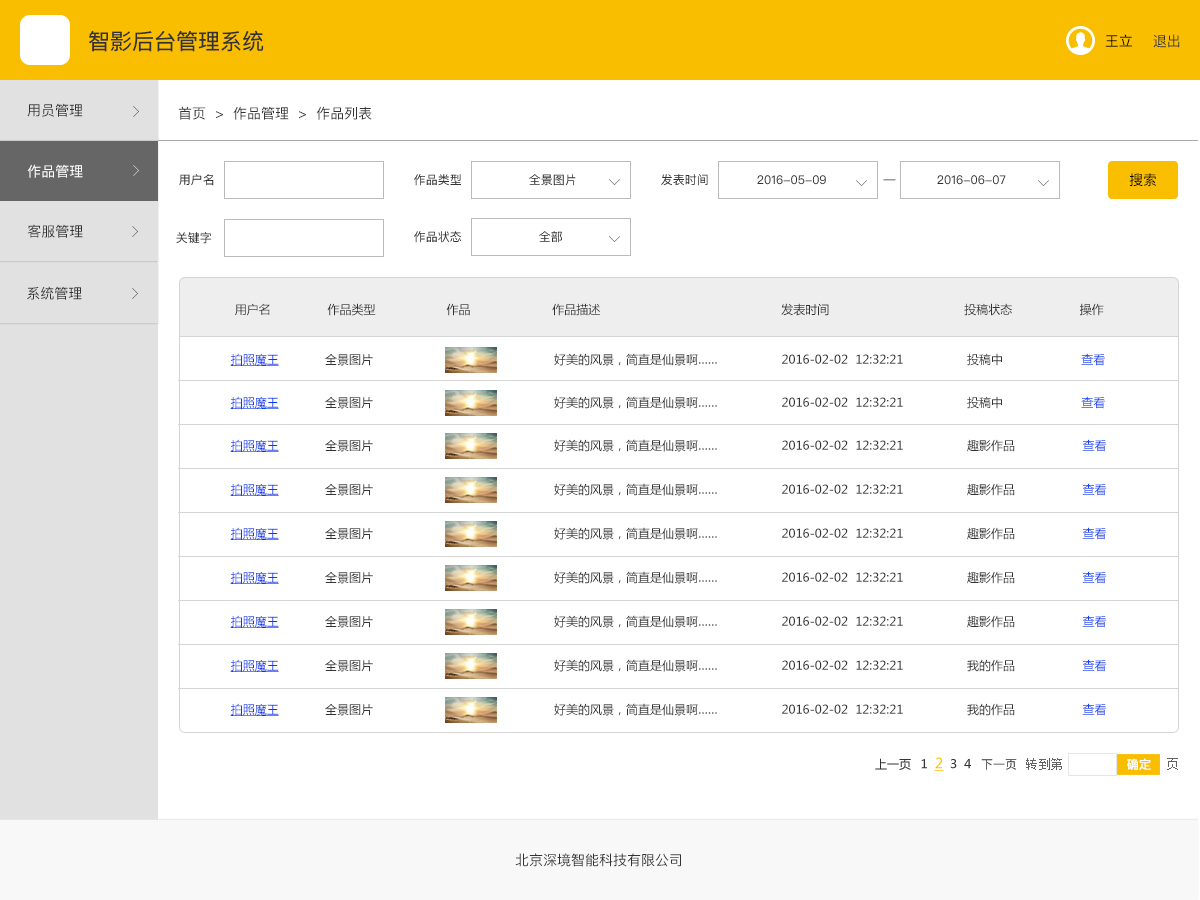 智影后台管理系统 王立 退出
用员管理
作品管理
客服管理
系统管理
首页 > 作品管理 > 作品列表
用户名 作品类型 全景图片 发表时间 2016-05-09 — 2016-06-07 搜索
关键字 作品状态 全部
用户名 作品类型 作品 作品描述 发表时间 投稿状态 操作
拍照魔王 全景图片 好美的风景，简直是仙景啊...... 2016-02-02 12:32:21 投稿中 查看
拍照魔王 全景图片 好美的风景，简直是仙景啊...... 2016-02-02 12:32:21 投稿中 查看
拍照魔王 全景图片 好美的风景，简直是仙景啊...... 2016-02-02 12:32:21 趣影作品 查看
拍照魔王 全景图片 好美的风景，简直是仙景啊...... 2016-02-02 12:32:21 趣影作品 查看
拍照魔王 全景图片 好美的风景，简直是仙景啊...... 2016-02-02 12:32:21 趣影作品 查看
拍照魔王 全景图片 好美的风景，简直是仙景啊...... 2016-02-02 12:32:21 趣影作品 查看
拍照魔王 全景图片 好美的风景，简直是仙景啊...... 2016-02-02 12:32:21 趣影作品 查看
拍照魔王 全景图片 好美的风景，简直是仙景啊...... 2016-02-02 12:32:21 我的作品 查看
拍照魔王 全景图片 好美的风景，简直是仙景啊...... 2016-02-02 12:32:21 我的作品 查看
上一页 1 2 3 4 下一页 转到第 确定 页
北京深境智能科技有限公司